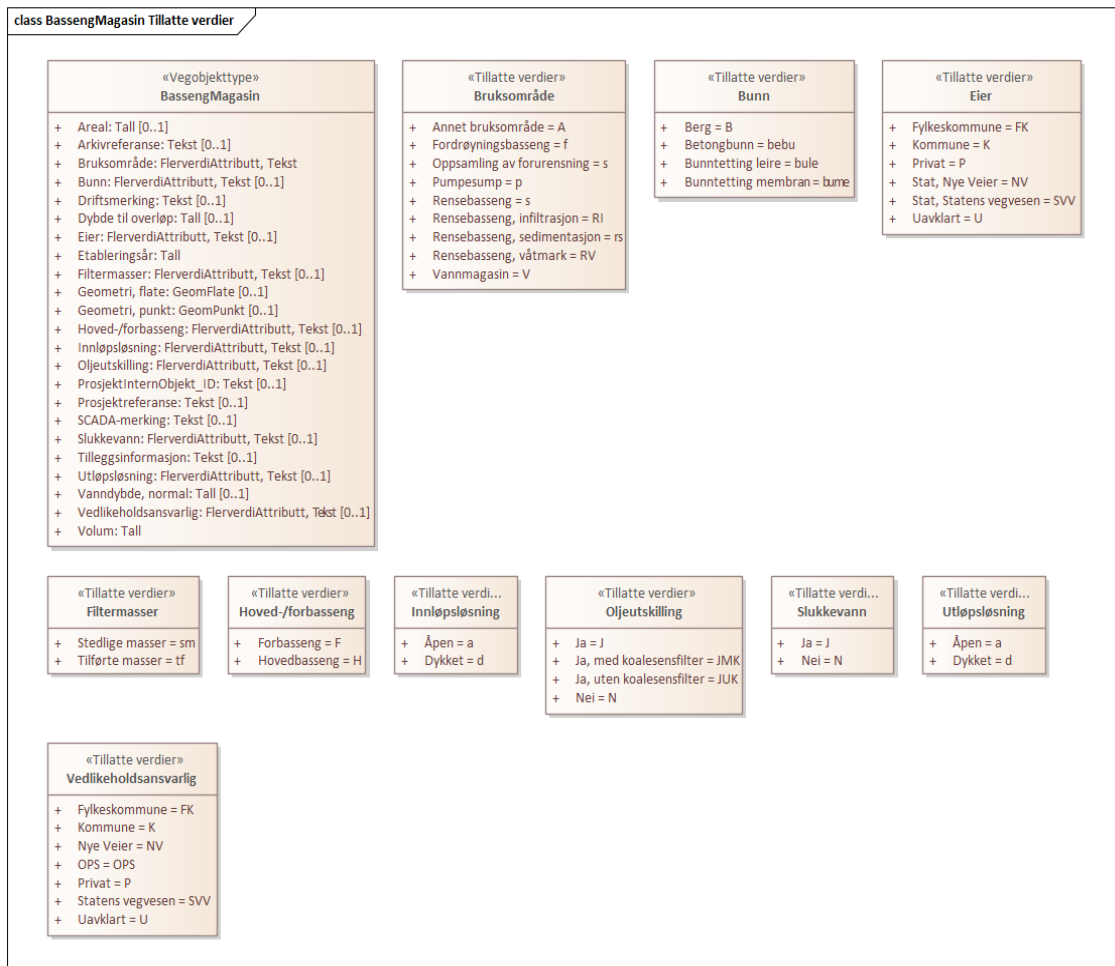 class BassengMagasin Tillatte verdier
«Vegobjekttype»
BassengMagasin
+ Areal: Tall [0..1]
+ Arkivreferanse: Tekst [0..1]
+ Bruksområde: FlerverdiAttributt, Tekst
+ Bunn: FlerverdiAttributt, Tekst [0..1]
+ Driftsmerking: Tekst [0..1]
+ Dybde til overløp: Tall [0..1]
+ Eier: FlerverdiAttributt, Tekst [0..1]
+ Etableringsår: Tall
+ Filtermasser: FlerverdiAttributt, Tekst [0..1]
+ Geometri, flate: GeomFlate [0..1]
+ Geometri, punkt: GeomPunkt [0..1]
+ Hoved-/forbasseng: FlerverdiAttributt, Tekst [0..1]
+ Innløpsløsning: FlerverdiAttributt, Tekst [0..1]
+ Oljeutskilling: FlerverdiAttributt, Tekst [0..1]
+ ProsjektInternObjekt_ID: Tekst [0..1]
+ Prosjektreferanse: Tekst [0..1]
+ SCADA-merking: Tekst [0..1]
+ Slukkevann: FlerverdiAttributt, Tekst [0..1]
+ Tilleggsinformasjon: Tekst [0..1]
+ Utløpsløsning: FlerverdiAttributt, Tekst [0..1]
+ Vanndybde, normal: Tall [0..1]
+ Vedlikeholdsansvarlig: FlerverdiAttributt, Tekst [0..1]
+ Volum: Tall
«Tillatte verdier»
Bruksområde
+ Annet bruksområde = A
+ Fordrøyningsbasseng = f
+ Oppsamling av forurensning = s
+ Pumpesump = p
+ Rensebasseng = s
+ Rensebasseng, infiltrasjon = RI
+ Rensebasseng, sedimentasjon = rs
+ Rensebasseng, våtmark = RV
+ Vannmagasin = V
«Tillatte verdier»
Bunn
+ Berg = B
+ Betongbunn = bebu
+ Bunntetting leire = bule
+ Bunntetting membran = bume
«Tillatte verdier»
Eier
+ Fylkeskommune = FK
+ Kommune = K
+ Privat = P
+ Stat, Nye Veier = NV
+ Stat, Statens vegvesen = SVV
+ Uavklart = U
«Tillatte verdier»
Filtermasser
+ Stedlige masser = sm
+ Tilførte masser = tf
«Tillatte verdier»
Hoved-/forbasseng
+ Forbasseng = F
+ Hovedbasseng = H
«Tillatte verdi...
Innløpsløsning
+ Åpen = a
+ Dykket = d
«Tillatte verdier»
Oljeutskilling
+ Ja = J
+ Ja, med koalesensfilter = JMK
+ Ja, uten koalesensfilter = JUK
+ Nei = N
«Tillatte verdi...
Slukkevann
+ Ja = J
+ Nei = N
«Tillatte verdi...
Utløpsløsning
+ Åpen = a
+ Dykket = d
«Tillatte verdier»
Vedlikeholdsansvarlig
+ Fylkeskommune = FK
+ Kommune = K
+ Nye Veier = NV
+ OPS = OPS
+ Privat = P
+ Statens vegvesen = SVV
+ Uavklart = U